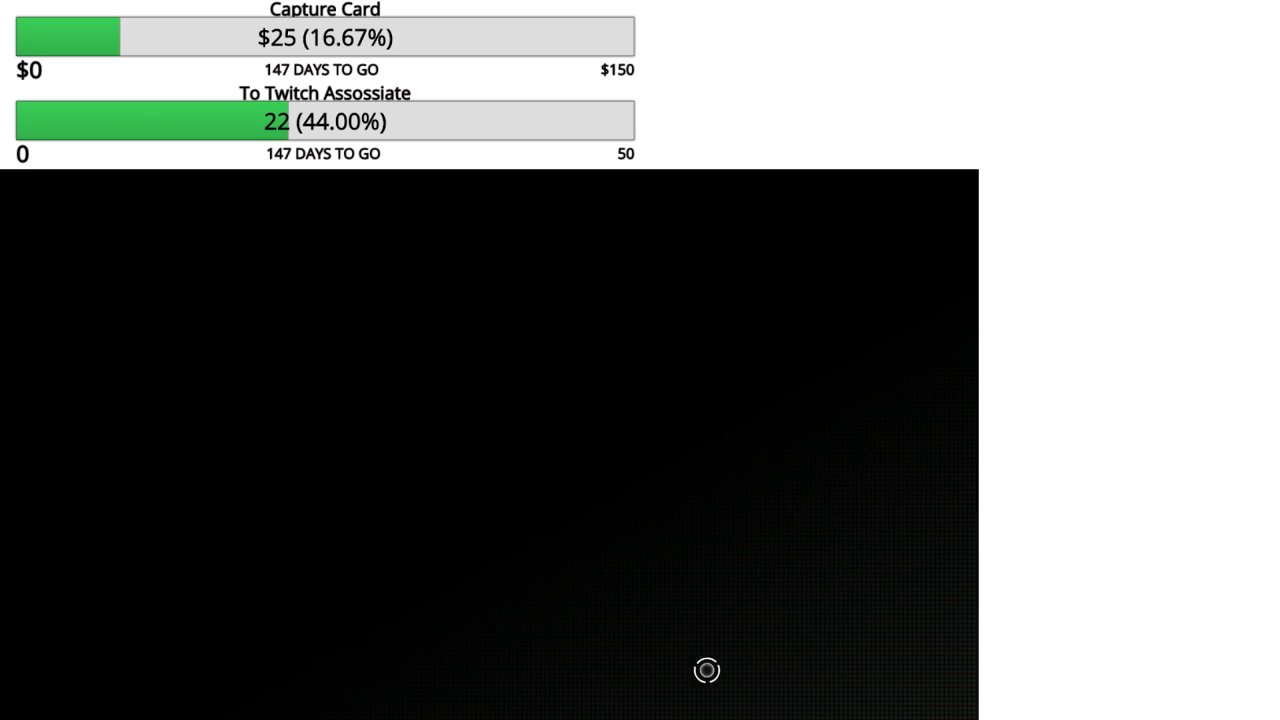 Capture Card
$25 (16.67%)
$0 147 DAYS TO GO $150
To Twitch Assossiate
22 (44.00%)
0 147 DAYS TO GO 50